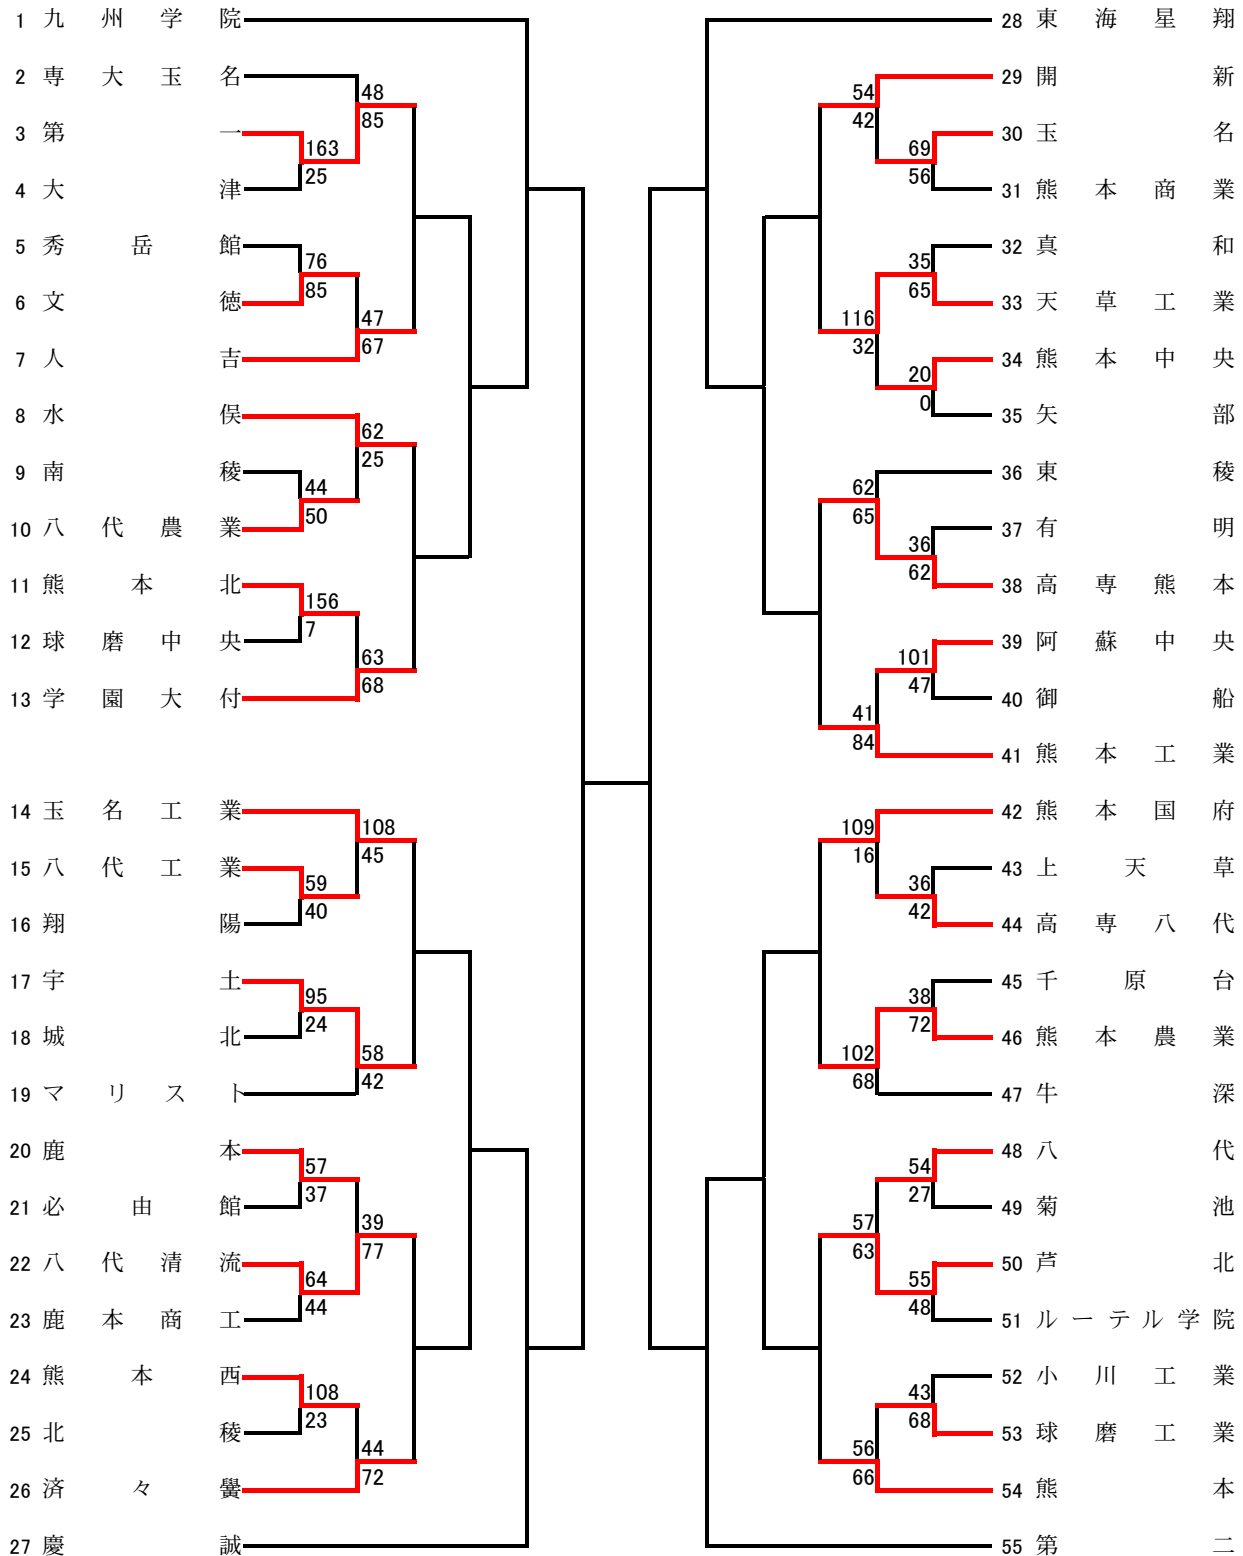 1 九州学院
2 専大玉名
48
85
3 第一
163
25
4 大津
5 秀岳館
76
85
6 文徳
47
67
7 人吉
8 水俣
62
25
9 南稜
44
50
10 八代農業
11 熊本北
156
7
12 球磨中央
63
68
13 学園大付
14 玉名工業
108
45
15 八代工業
59
40
16 翔陽
17 宇土
95
24
18 城北
58
42
19 マリスト
20 鹿本
57
37
21 必由館
39
77
22 八代清流
64
44
23 鹿本商工
24 熊本西
108
23
25 北稜
44
72
26 済々黌
27 慶誠
28 東海星翔
29 開新
54
42
30 玉名
69
56
31 熊本商業
32 真和
35
65
33 天草工業
116
32
34 熊本中央
20
0
35 矢部
36 東稜
62
65
37 有明
36
62
38 高専熊本
39 阿蘇中央
101
47
40 御船
41
84
41 熊本工業
42 熊本国府
109
16
43 上天草
36
42
44 高専八代
45 千原台
38
72
46 熊本農業
102
68
47 牛深
48 八代
54
27
49 菊池
57
63
50 芦北
55
48
51 ルーテル学院
52 小川工業
43
68
53 球磨工業
56
66
54 熊本
55 第二